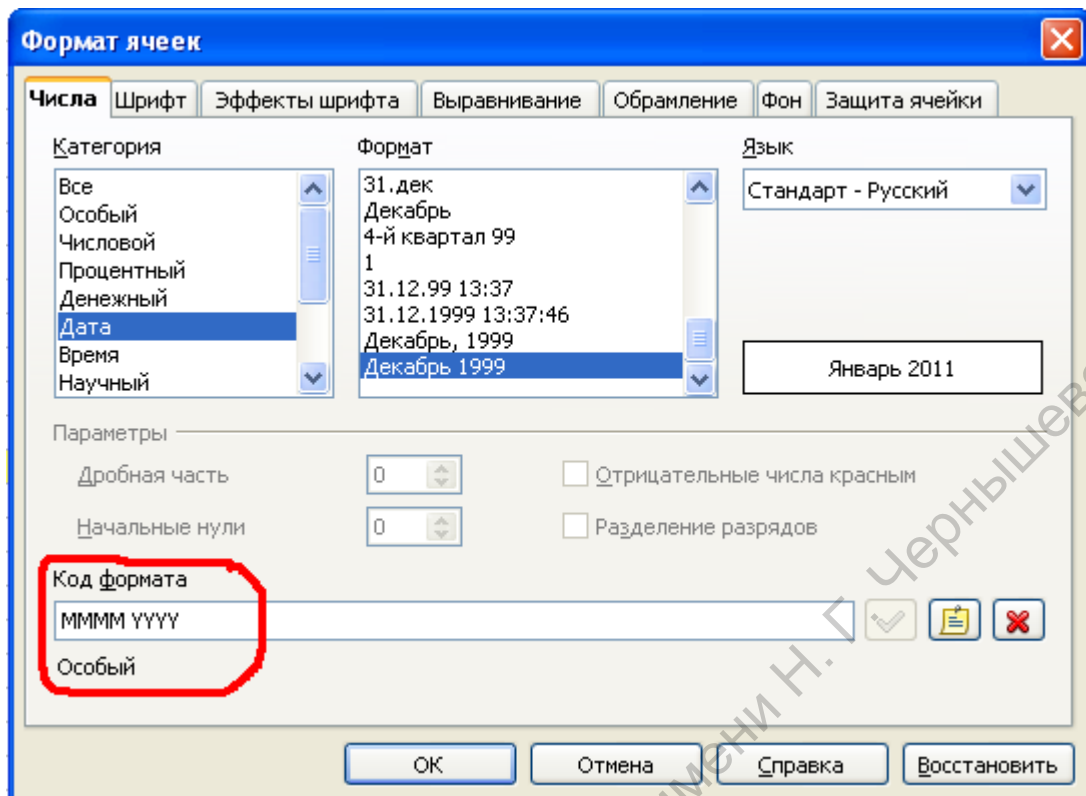 Формат ячеек
Числа Шрифт Эффекты шрифта Выравнивание Обрамление Фон Защита ячейки
Категория
Все
Особый
Числовой
Процентный
Денежный
Дата
Время
Научный
Формат
31.дек
Декабрь
4-й квартал 99
1
31.12.99 13:37
31.12.1999 13:37:46
Декабрь, 1999
Декабрь 1999
Язык
Стандарт - Русский
Январь 2011
Параметры
Дробная часть 0
Отрицательные числа красным
Начальные нули 0
Разделение разрядов
Код формата
MMMM YYYY
Особый
ОК Отмена Справка Восстановить
имени Н. Г. Чернышевс